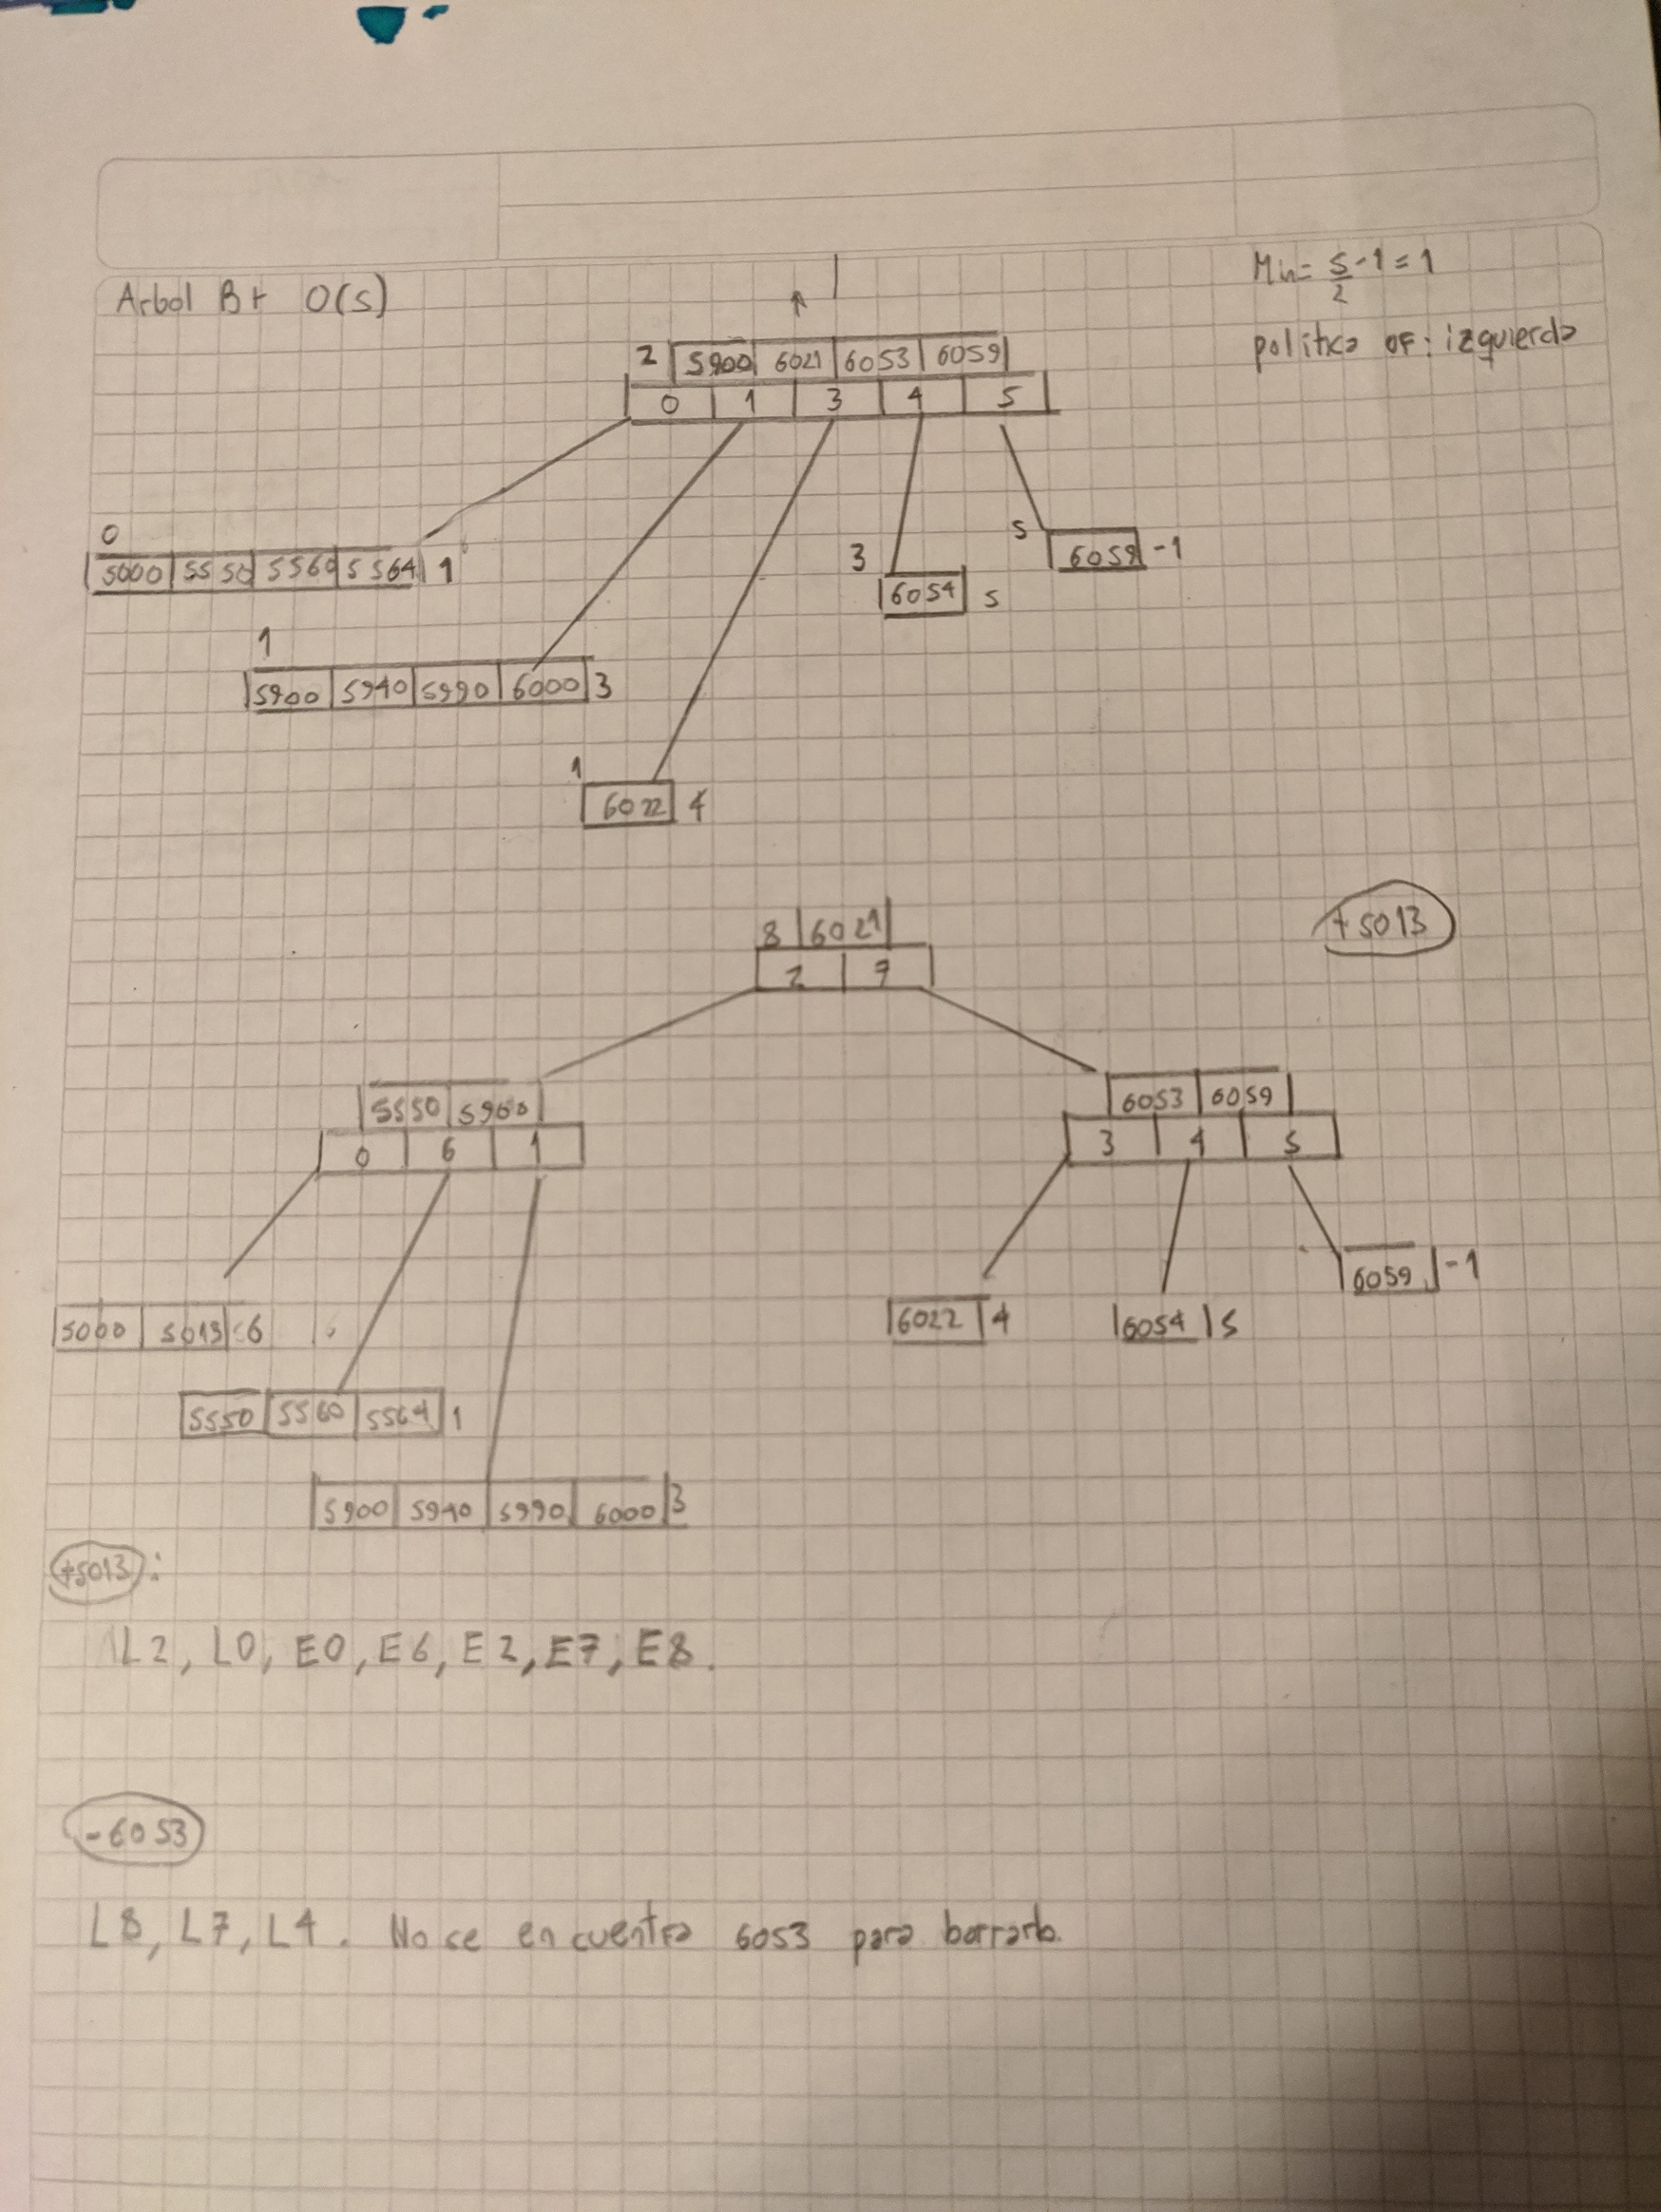 Arbol B+ O(5)
Min = 5/2 - 1 = 1
politica OF: izquierda
2 | 5900 | 6021 | 6053 | 6059 |
| 0 | 1 | 3 | 4 | 5 |
0
| 5000 | 5550 | 5560 | 5564 | 1
3
| 6054 | 5
5 | 6059 | -1
1
| 5900 | 5940 | 5990 | 6000 | 3
1
| 6022 | 4
+5013
8 | 6021 |
| 2 | 7 |
| 5550 | 5900 |
| 0 | 6 | 1 |
| 6053 | 6059 |
| 3 | 4 | 5 |
| 5000 | 5013 | 6
| 6022 | 4
| 6054 | 5
| 6059 | -1
| 5550 | 5560 | 5564 | 1
| 5900 | 5940 | 5990 | 6000 | 3
+5013:
L2, L0, E0, E6, E2, E7, E8.
-6053
L8, L7, L4. No se encuentra 6053 para borrarlo.